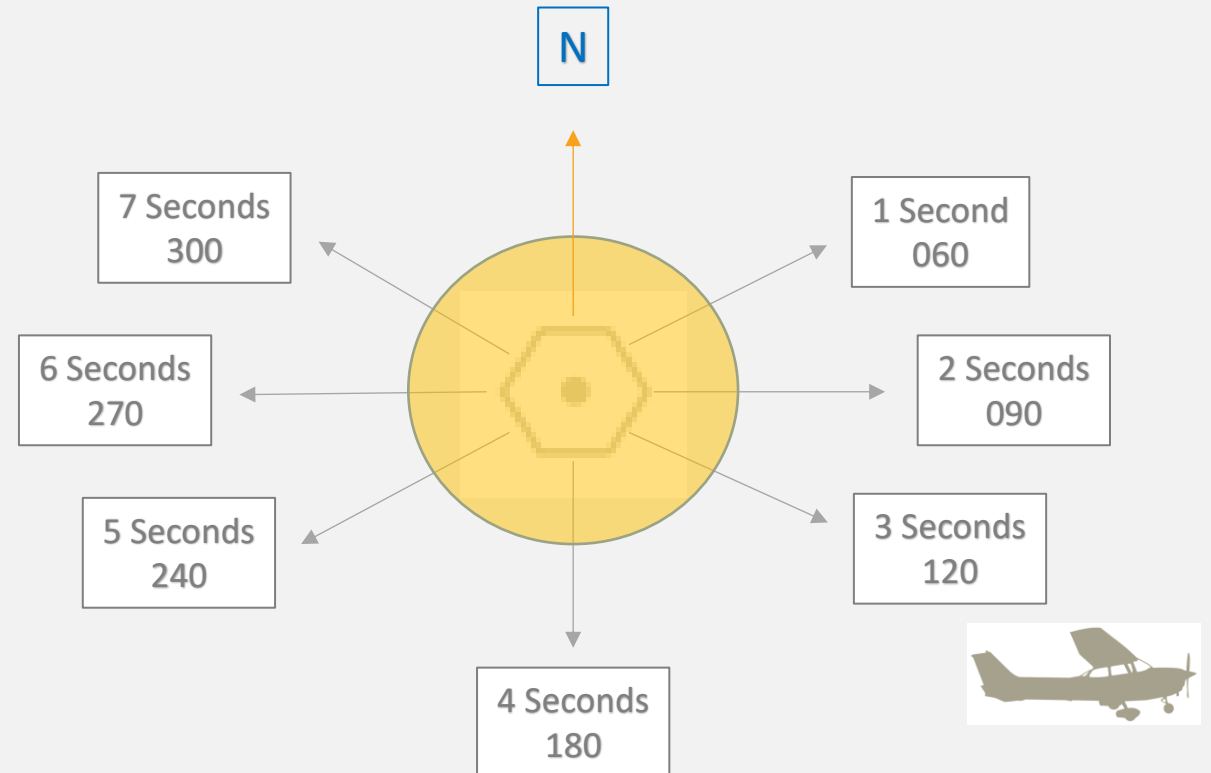 N
7 Seconds
300
1 Second
060
6 Seconds
270
2 Seconds
090
5 Seconds
240
3 Seconds
120
4 Seconds
180